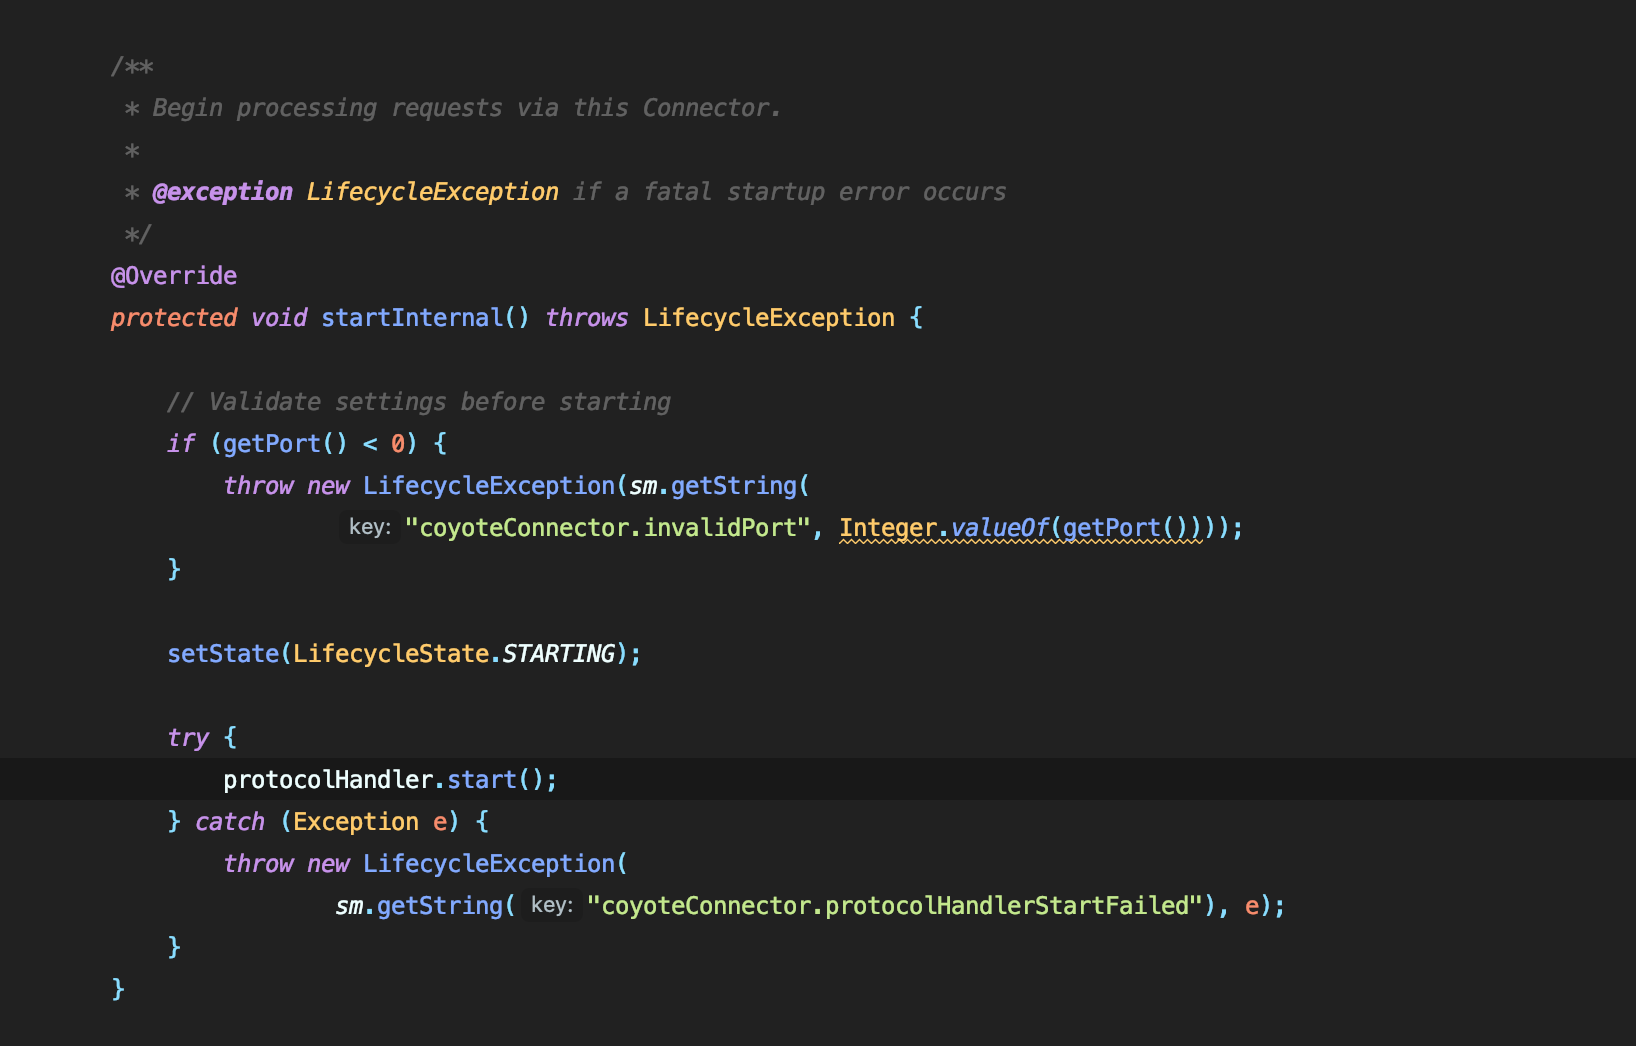 /**
 * Begin processing requests via this Connector.
 *
 * @exception LifecycleException if a fatal startup error occurs
 */
@Override
protected void startInternal() throws LifecycleException {
    // Validate settings before starting
    if (getPort() < 0) {
        throw new LifecycleException(sm.getString(
                key: "coyoteConnector.invalidPort", Integer.valueOf(getPort())));
    }
    setState(LifecycleState.STARTING);
    try {
        protocolHandler.start();
    } catch (Exception e) {
        throw new LifecycleException(
                sm.getString( key: "coyoteConnector.protocolHandlerStartFailed"), e);
    }
}